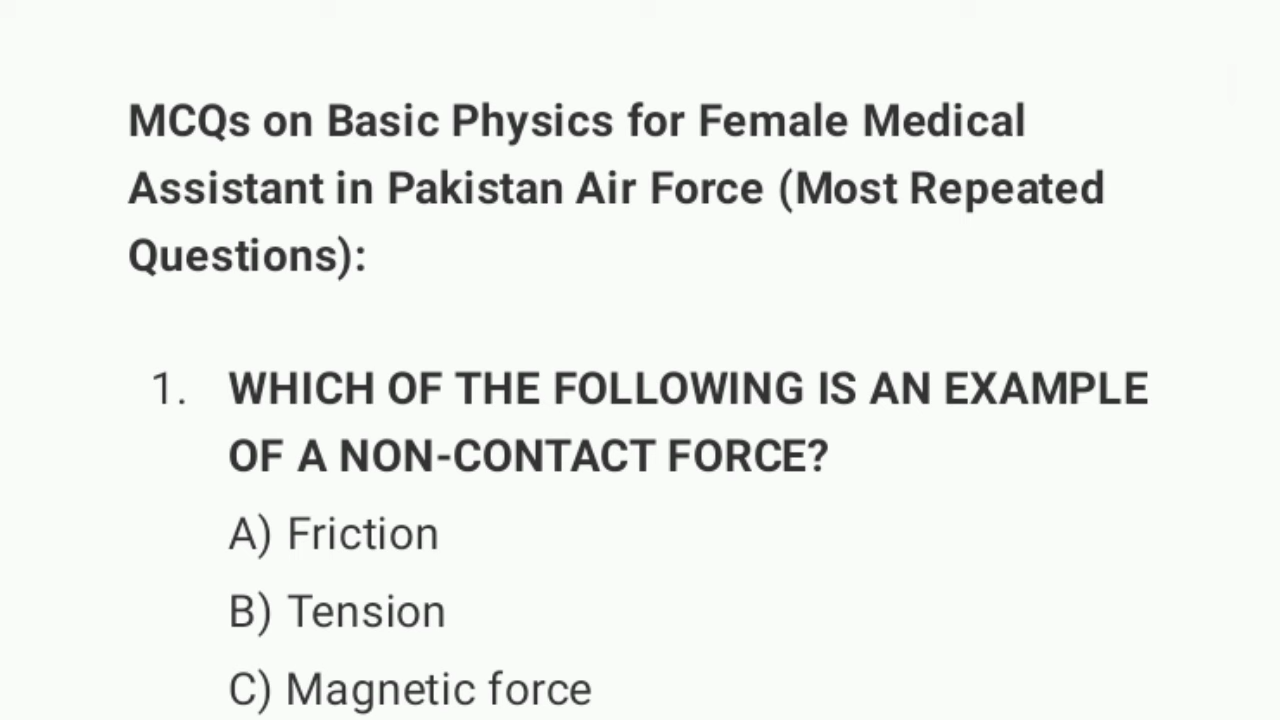 MCQs on Basic Physics for Female Medical
Assistant in Pakistan Air Force (Most Repeated
Questions):
1. WHICH OF THE FOLLOWING IS AN EXAMPLE
OF A NON-CONTACT FORCE?
A) Friction
B) Tension
C) Magnetic force